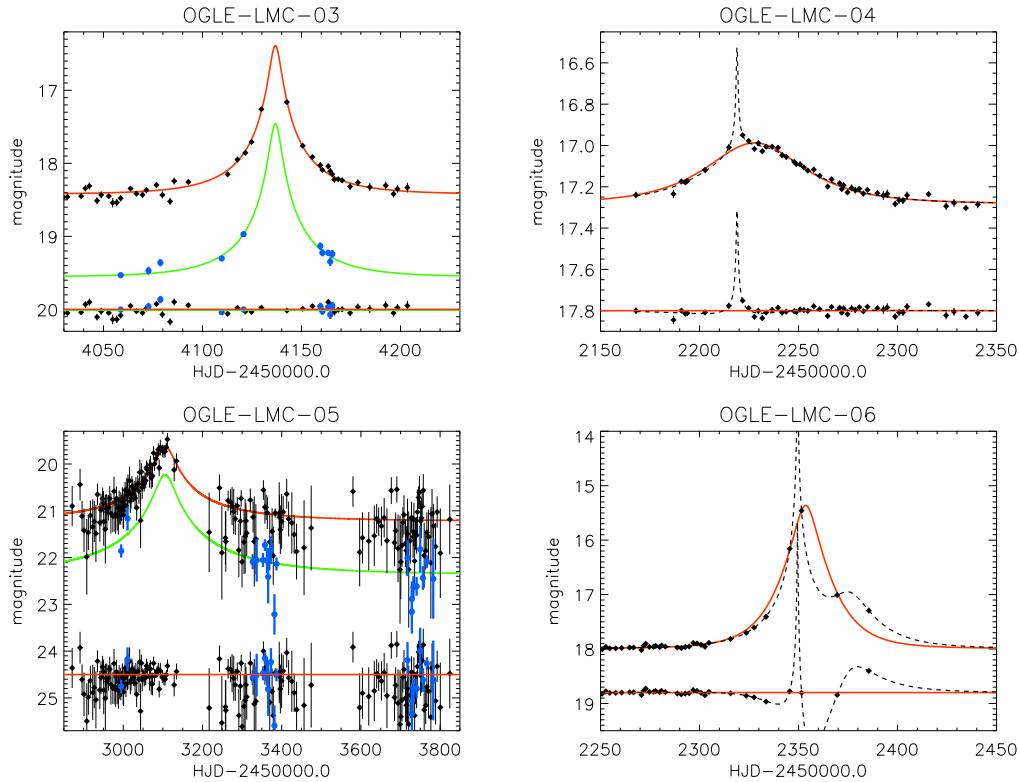 OGLE-LMC-03
17
18
19
20
magnitude
4050 4100 4150 4200
HJD-2450000.0
OGLE-LMC-04
16.6
16.8
17.0
17.2
17.4
17.6
17.8
magnitude
2150 2200 2250 2300 2350
HJD-2450000.0
OGLE-LMC-05
20
21
22
23
24
25
magnitude
3000 3200 3400 3600 3800
HJD-2450000.0
OGLE-LMC-06
14
15
16
17
18
19
magnitude
2250 2300 2350 2400 2450
HJD-2450000.0